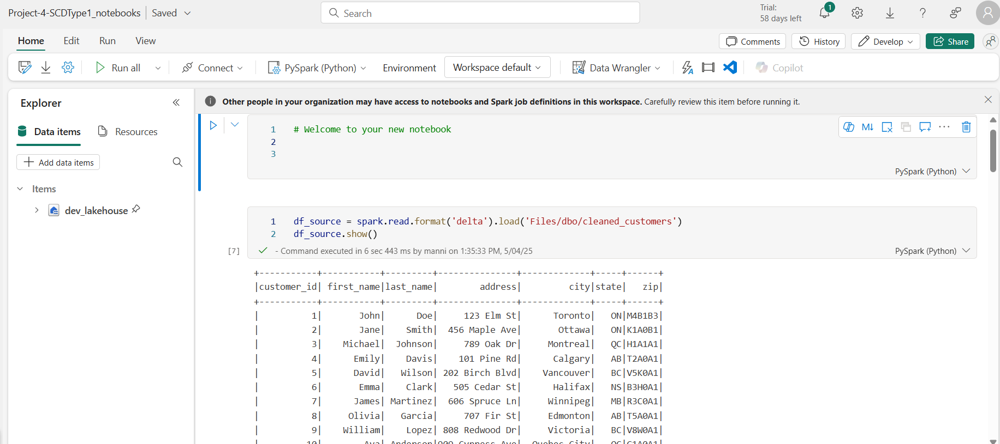 Project-4-SCDType1_notebooks Saved
Search
Trial:
58 days left
1
Home Edit Run View
Comments History Develop Share
Run all Connect PySpark (Python) Environment Workspace default Data Wrangler Copilot
Explorer
Data items Resources
Add data items
Items
dev_lakehouse
Other people in your organization may have access to notebooks and Spark job definitions in this workspace. Carefully review this item before running it.
1 # Welcome to your new notebook
2
3
M↓
PySpark (Python)
1 df_source = spark.read.format('delta').load('Files/dbo/cleaned_customers')
2 df_source.show()
[7] - Command executed in 6 sec 443 ms by manni on 1:35:33 PM, 5/04/25 PySpark (Python)
+-----------+----------+---------+--------------+------------+-----+------+
|customer_id| first_name|last_name| address| city|state| zip|
+-----------+----------+---------+--------------+------------+-----+------+
| 1| John| Doe| 123 Elm St| Toronto| ON|M4B1B3|
| 2| Jane| Smith| 456 Maple Ave| Ottawa| ON|K1A0B1|
| 3| Michael| Johnson| 789 Oak Dr| Montreal| QC|H1A1A1|
| 4| Emily| Davis| 101 Pine Rd| Calgary| AB|T2A0A1|
| 5| David| Wilson| 202 Birch Blvd| Vancouver| BC|V5K0A1|
| 6| Emma| Clark| 505 Cedar St| Halifax| NS|B3H0A1|
| 7| James| Martinez| 606 Spruce Ln| Winnipeg| MB|R3C0A1|
| 8| Olivia| Garcia| 707 Fir St| Edmonton| AB|T5A0A1|
| 9| William| Lopez| 808 Redwood Dr| Victoria| BC|V8W0A1|
| 10| Ava| Anderson|909 Cypress Ave| Quebec City| QC|G1A0A1|